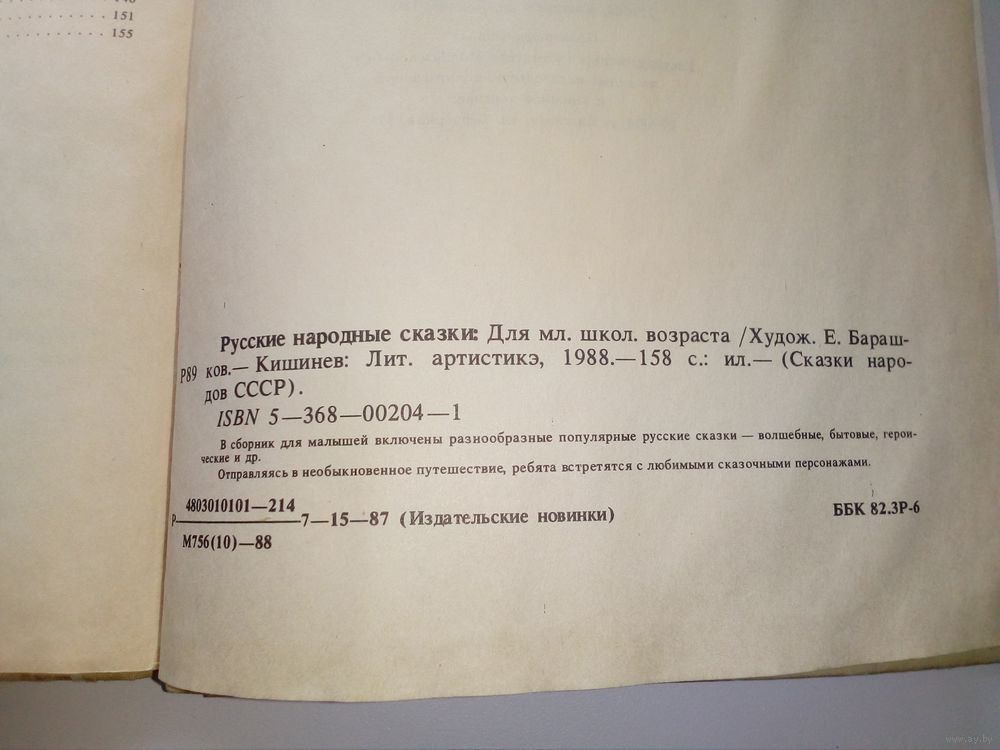 151
155
Русские народные сказки: Для мл. школ. возраста /Худож. Е. Бараш-
Р89 ков.— Кишинев: Лит. артистикэ, 1988.—158 с.: ил.— (Сказки наро-
дов СССР).
ISBN 5—368—00204—1
В сборник для малышей включены разнообразные популярные русские сказки — волшебные, бытовые, герои-
ческие и др.
Отправляясь в необыкновенное путешествие, ребята встретятся с любимыми сказочными персонажами.
4803010101—214
Р————7—15—87 (Издательские новинки)
ББК 82.3Р-6
М756(10)—88
www.ay.by